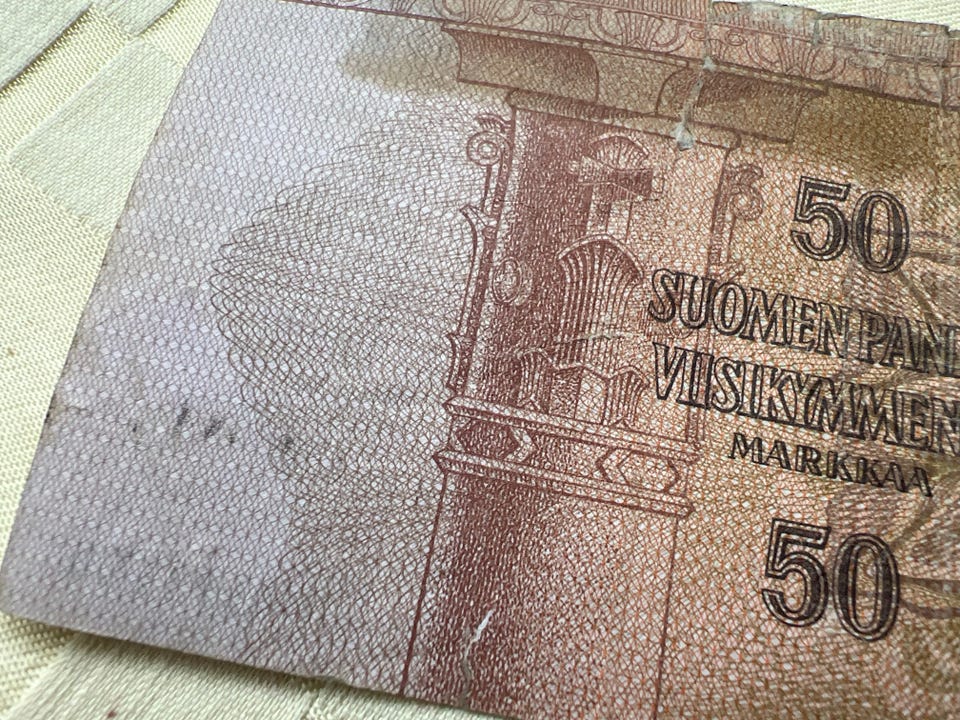 50
SUOMEN PAN
VIISIKYMMEN
MARKKAA
50